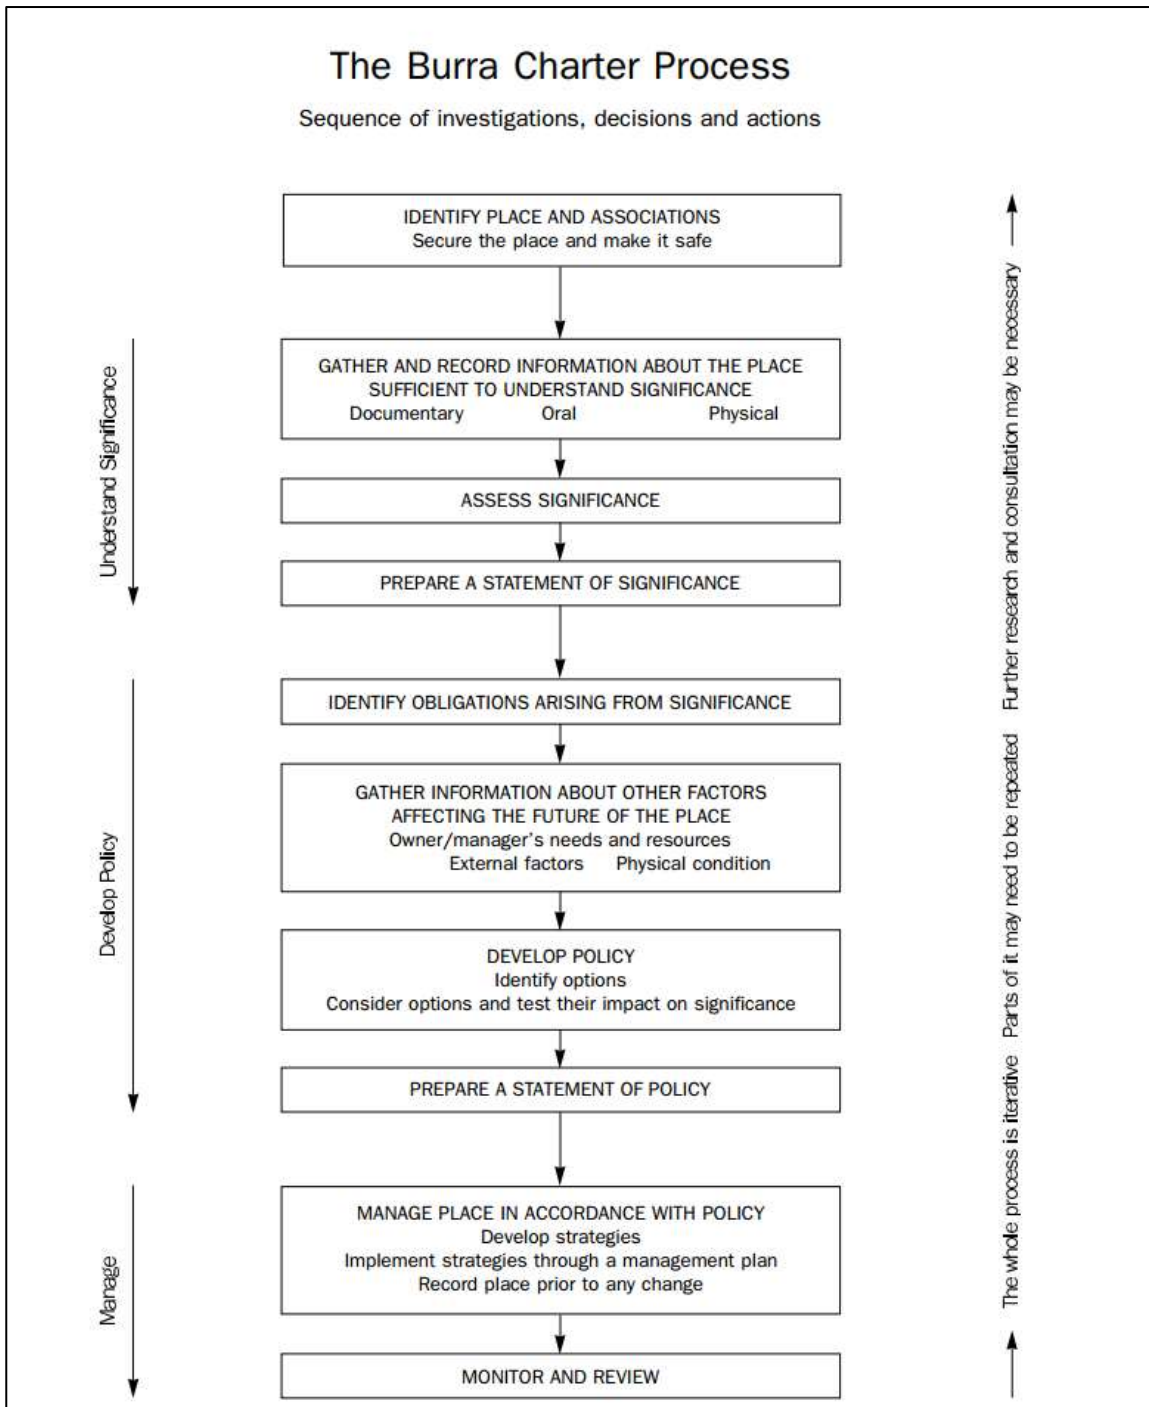 The Burra Charter Process
Sequence of investigations, decisions and actions
IDENTIFY PLACE AND ASSOCIATIONS
Secure the place and make it safe
Understand Significance
GATHER AND RECORD INFORMATION ABOUT THE PLACE
SUFFICIENT TO UNDERSTAND SIGNIFICANCE
Documentary Oral Physical
ASSESS SIGNIFICANCE
PREPARE A STATEMENT OF SIGNIFICANCE
Develop Policy
IDENTIFY OBLIGATIONS ARISING FROM SIGNIFICANCE
GATHER INFORMATION ABOUT OTHER FACTORS
AFFECTING THE FUTURE OF THE PLACE
Owner/manager's needs and resources
External factors Physical condition
DEVELOP POLICY
Identify options
Consider options and test their impact on significance
PREPARE A STATEMENT OF POLICY
Manage
MANAGE PLACE IN ACCORDANCE WITH POLICY
Develop strategies
Implement strategies through a management plan
Record place prior to any change
MONITOR AND REVIEW
The whole process is iterative Parts of it may need to be repeated Further research and consultation may be necessary